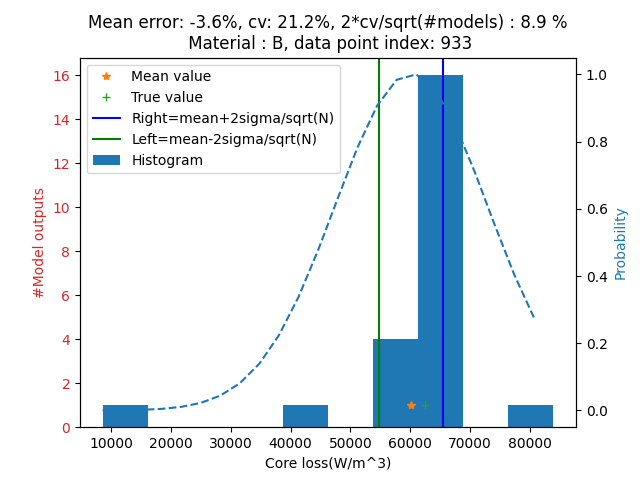 Mean error: -3.6%, cv: 21.2%, 2*cv/sqrt(#models) : 8.9 %
Material : B, data point index: 933
Mean value
True value
Right=mean+2sigma/sqrt(N)
Left=mean-2sigma/sqrt(N)
Histogram
#Model outputs
16
14
12
10
8
6
4
2
0
Probability
1.0
0.8
0.6
0.4
0.2
0.0
10000 20000 30000 40000 50000 60000 70000 80000
Core loss(W/m^3)